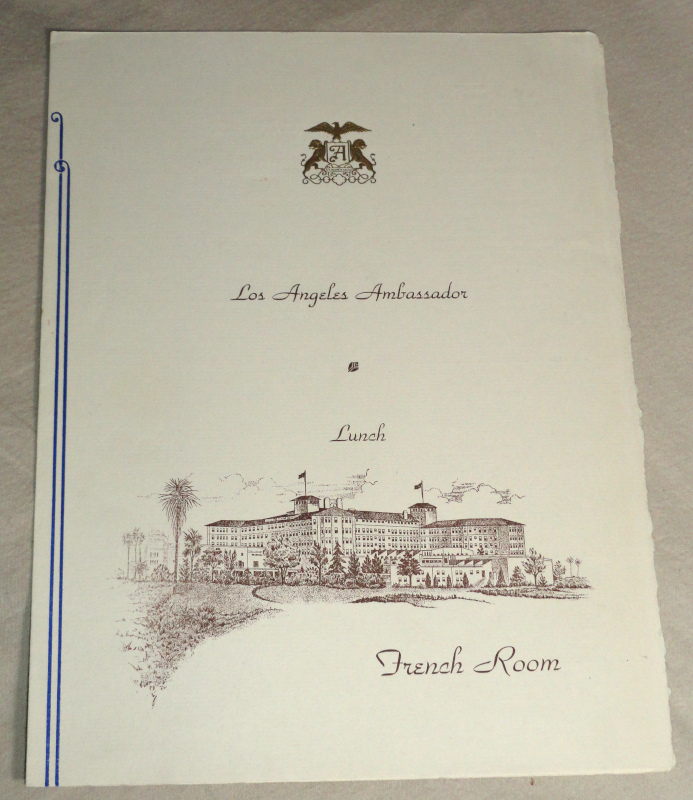 A
Los Angeles Ambassador
Lunch
French Room